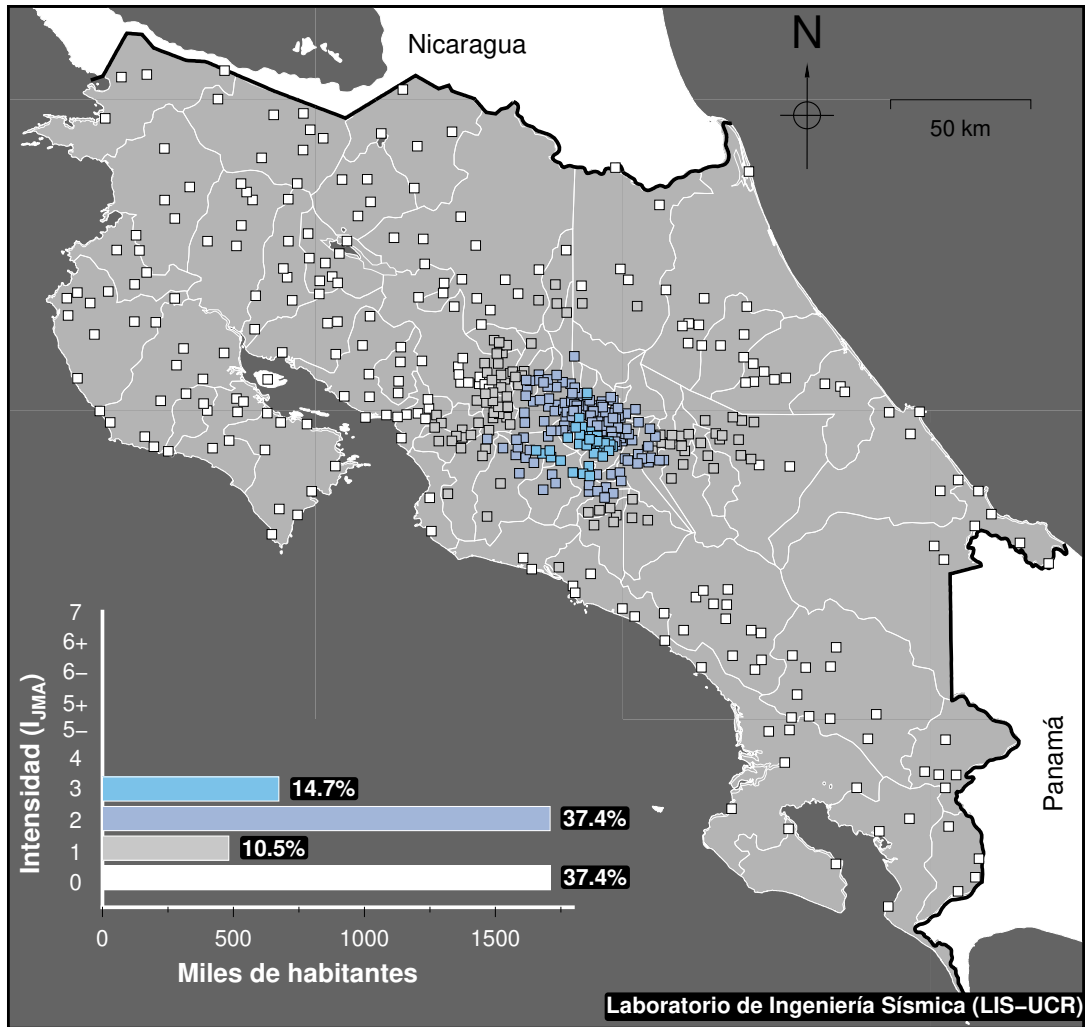 Nicaragua
N
50 km
Panamá
Intensidad (I_JMA)
7
6+
6−
5+
5−
4
3
2
1
0
14.7%
37.4%
10.5%
37.4%
0
500
1000
1500
Miles de habitantes
Laboratorio de Ingeniería Sísmica (LIS−UCR)